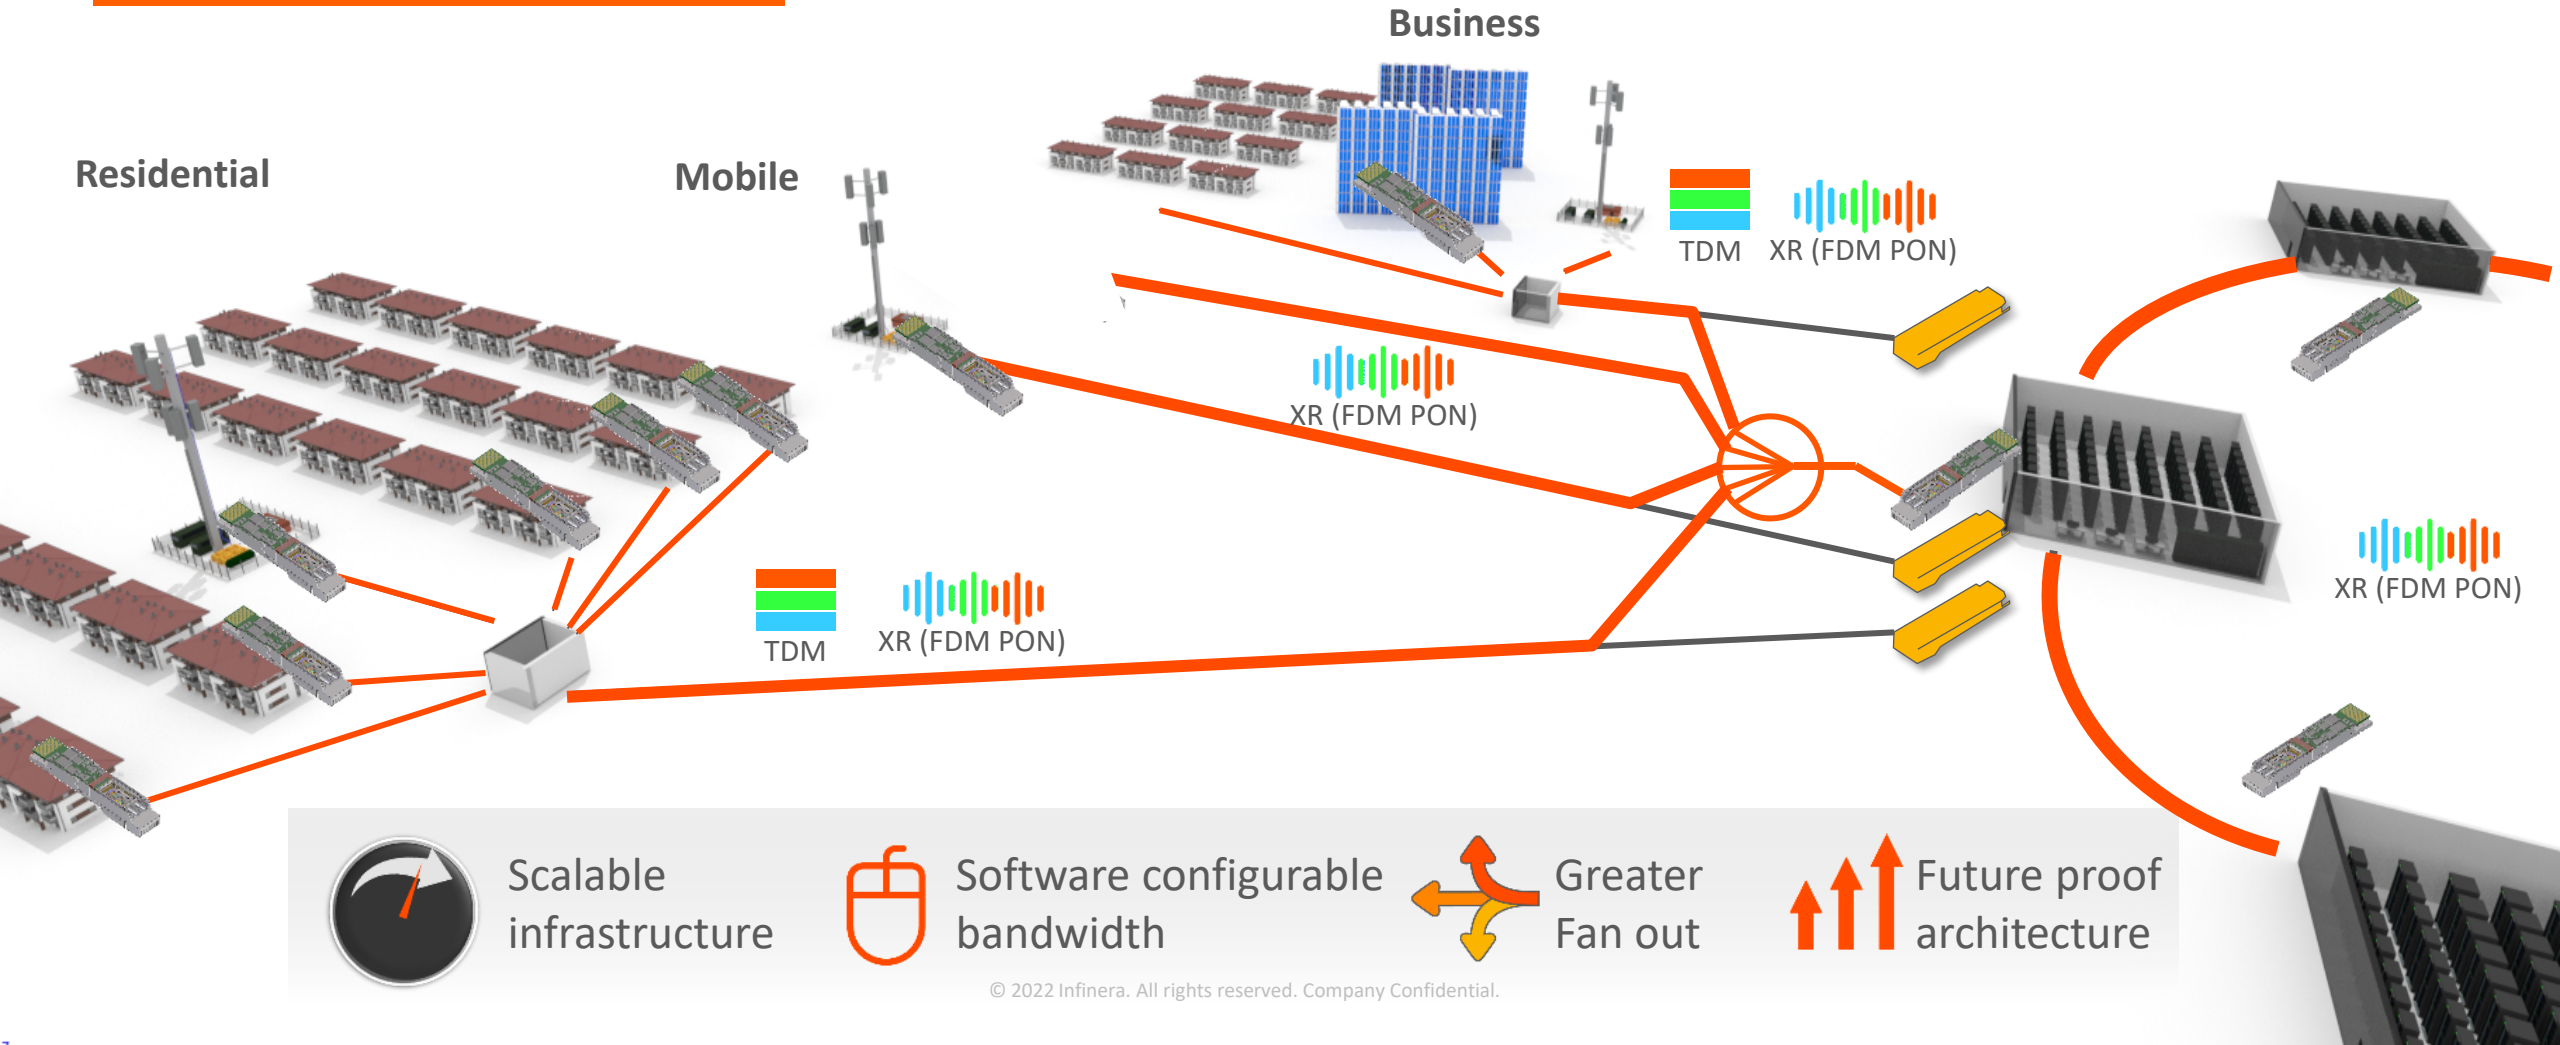 Business
Residential
Mobile
TDM
XR (FDM PON)
XR (FDM PON)
XR (FDM PON)
TDM
XR (FDM PON)
Scalable
infrastructure
Software configurable
bandwidth
Greater
Fan out
Future proof
architecture
© 2022 Infinera. All rights reserved. Company Confidential.